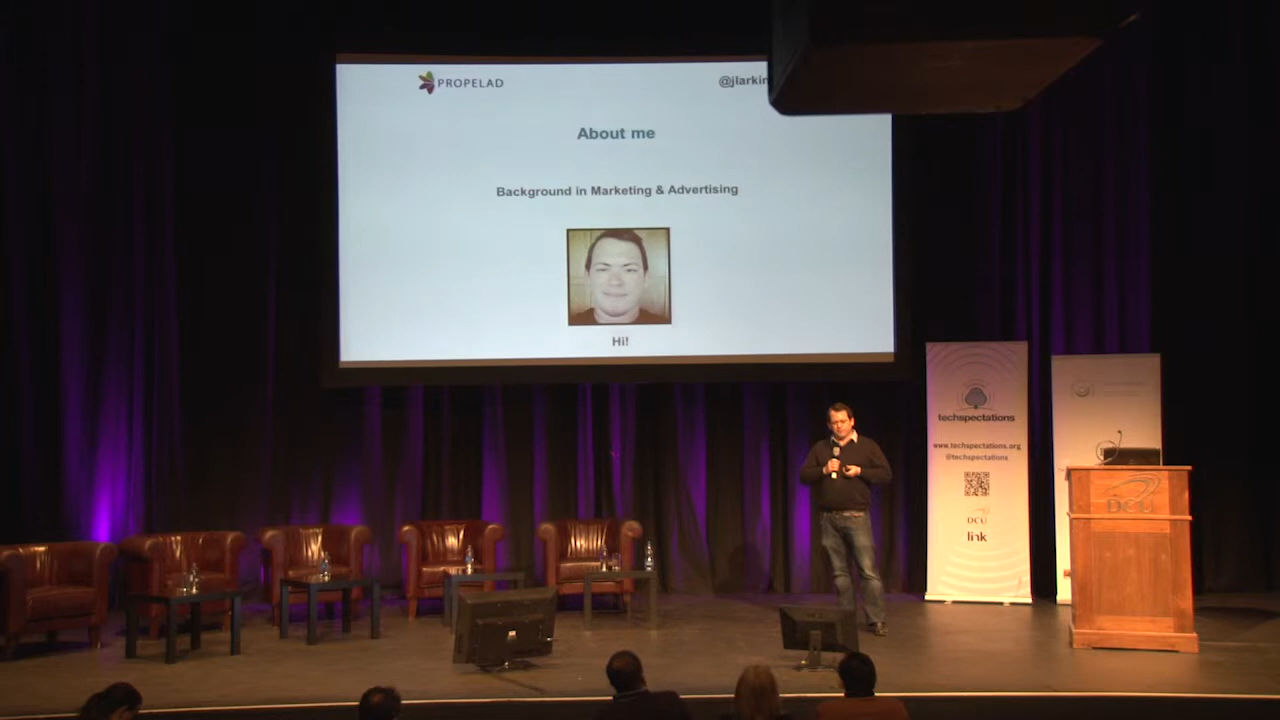 PROPELAD
@jlarkin
About me
Background in Marketing & Advertising
Hi!
techspectations
www.techspectations.org
@techspectations
DCU
link
DCU